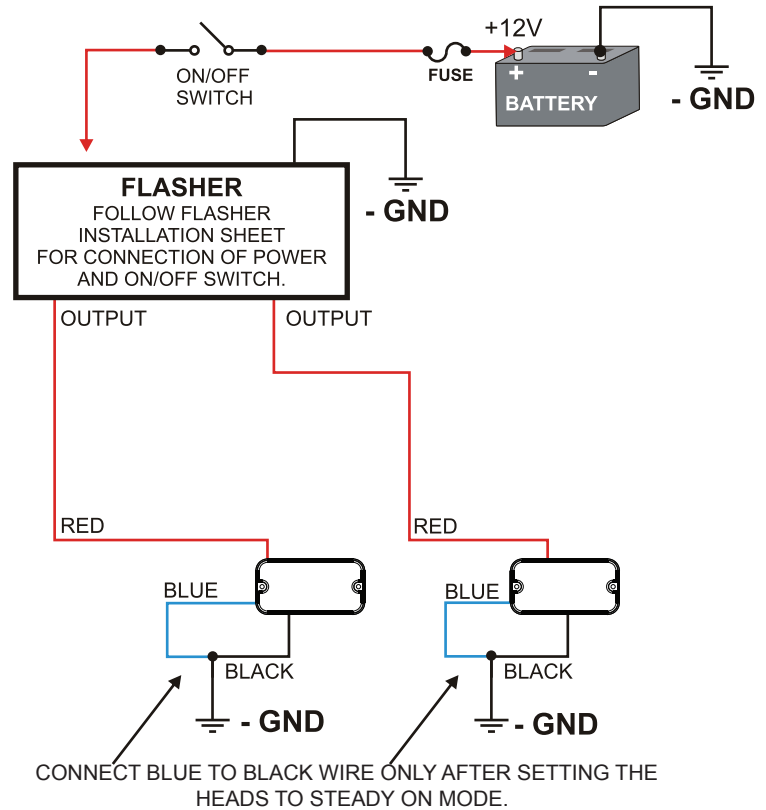 +12V
ON/OFF
SWITCH
FUSE
+ -
BATTERY
- GND
FLASHER
FOLLOW FLASHER
INSTALLATION SHEET
FOR CONNECTION OF POWER
AND ON/OFF SWITCH.
- GND
OUTPUT
OUTPUT
RED
RED
BLUE
BLUE
BLACK
BLACK
- GND
- GND
CONNECT BLUE TO BLACK WIRE ONLY AFTER SETTING THE
HEADS TO STEADY ON MODE.